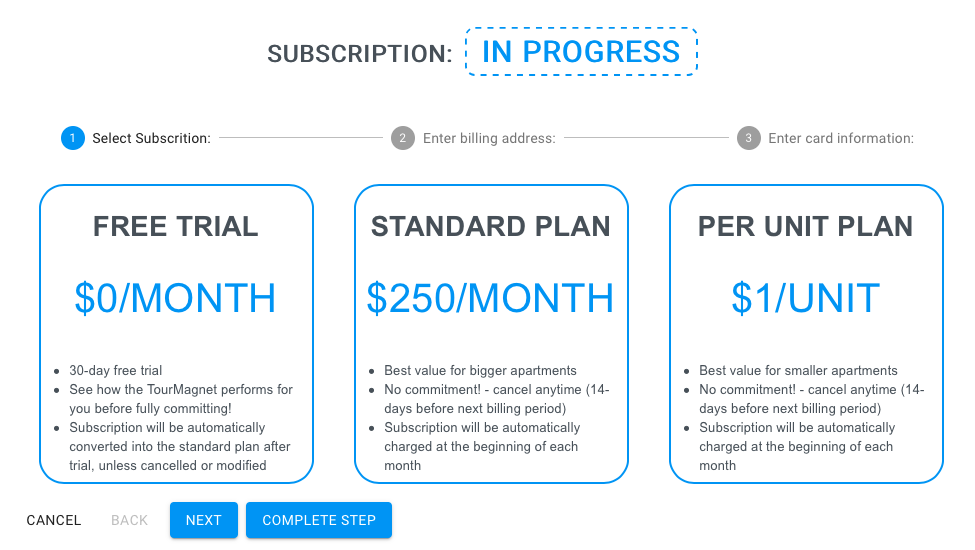 SUBSCRIPTION: IN PROGRESS
1 Select Subscrition: 2 Enter billing address: 3 Enter card information:
FREE TRIAL
$0/MONTH
• 30-day free trial
• See how the TourMagnet performs for
you before fully committing!
• Subscription will be automatically
converted into the standard plan after
trial, unless cancelled or modified
STANDARD PLAN
$250/MONTH
• Best value for bigger apartments
• No commitment! - cancel anytime (14-
days before next billing period)
• Subscription will be automatically
charged at the beginning of each
month
PER UNIT PLAN
$1/UNIT
• Best value for smaller apartments
• No commitment! - cancel anytime (14-
days before next billing period)
• Subscription will be automatically
charged at the beginning of each
month
CANCEL BACK NEXT COMPLETE STEP